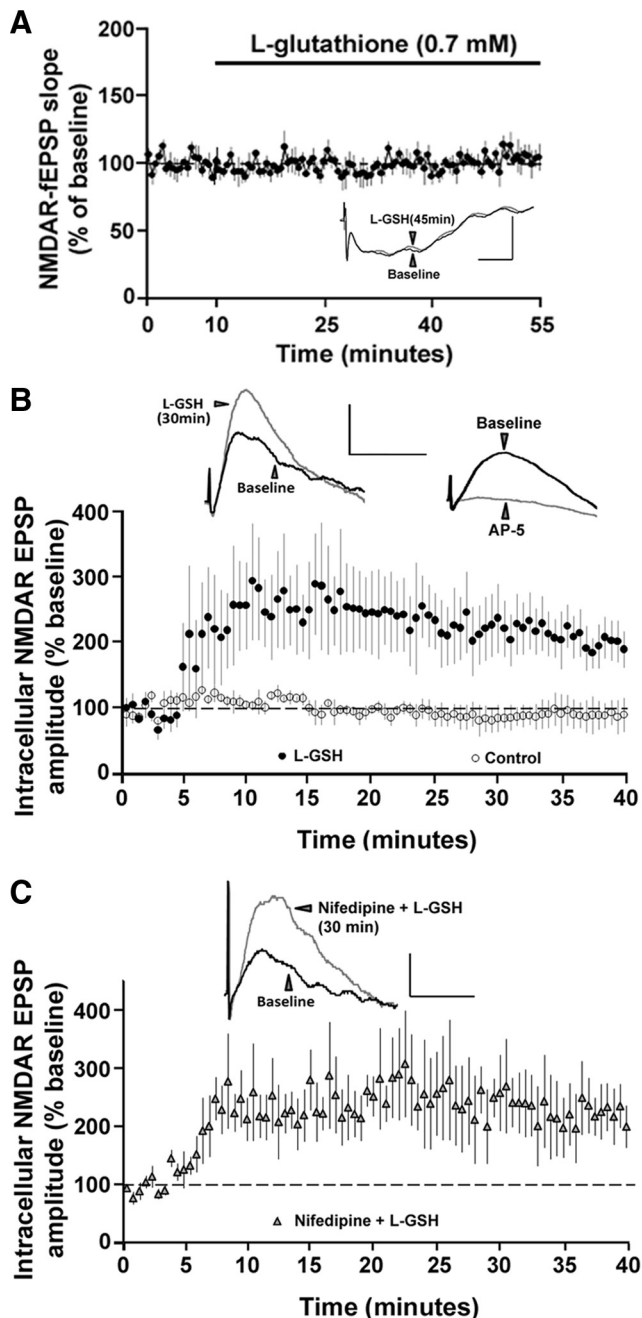 A
L-glutathione (0.7 mM)
NMDAR-fEPSP slope
(% of baseline)
200
150
100
50
0
L-GSH(45min)
Baseline
0
10
25
40
55
Time (minutes)
B
L-GSH
(30min)
Baseline
Baseline
AP-5
Intracellular NMDAR EPSP
amplitude (% baseline)
400
300
200
100
0
L-GSH
Control
0
5
10
15
20
25
30
35
40
Time (minutes)
C
Nifedipine + L-GSH
(30 min)
Baseline
Intracellular NMDAR EPSP
amplitude (% baseline)
400
300
200
100
0
Nifedipine + L-GSH
0
5
10
15
20
25
30
35
40
Time (minutes)